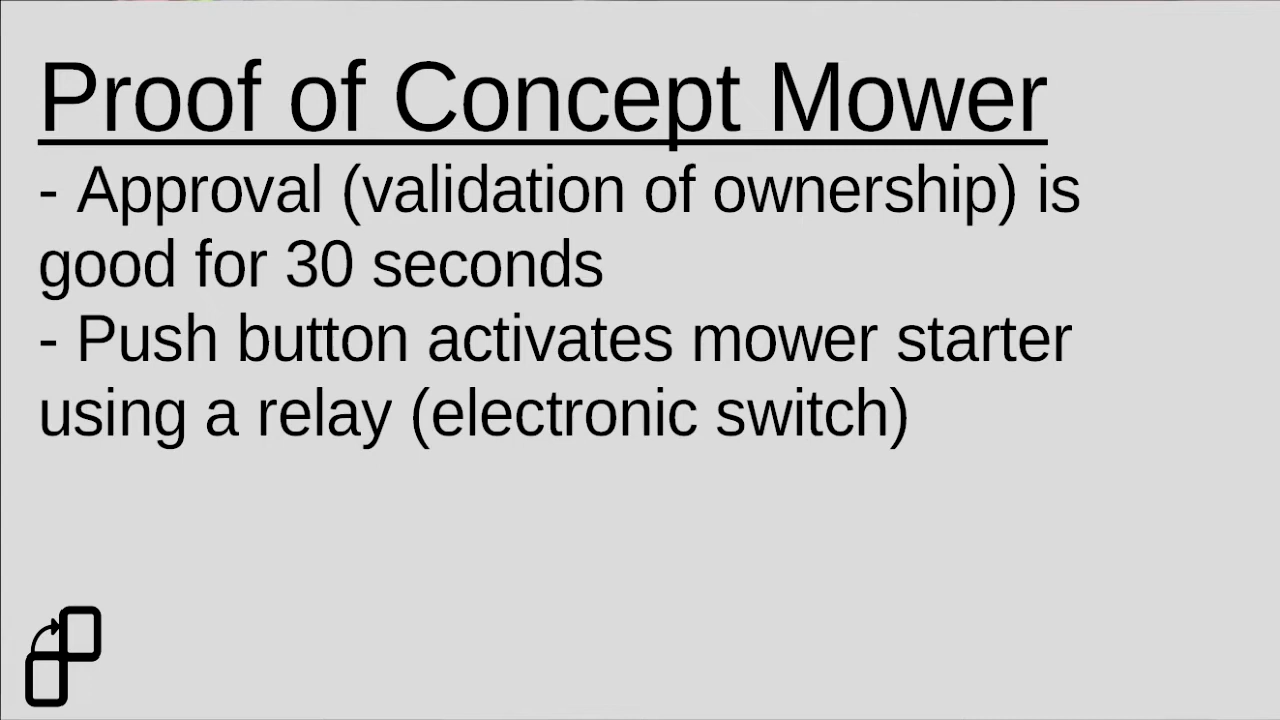 Proof of Concept Mower
- Approval (validation of ownership) is
good for 30 seconds
- Push button activates mower starter
using a relay (electronic switch)